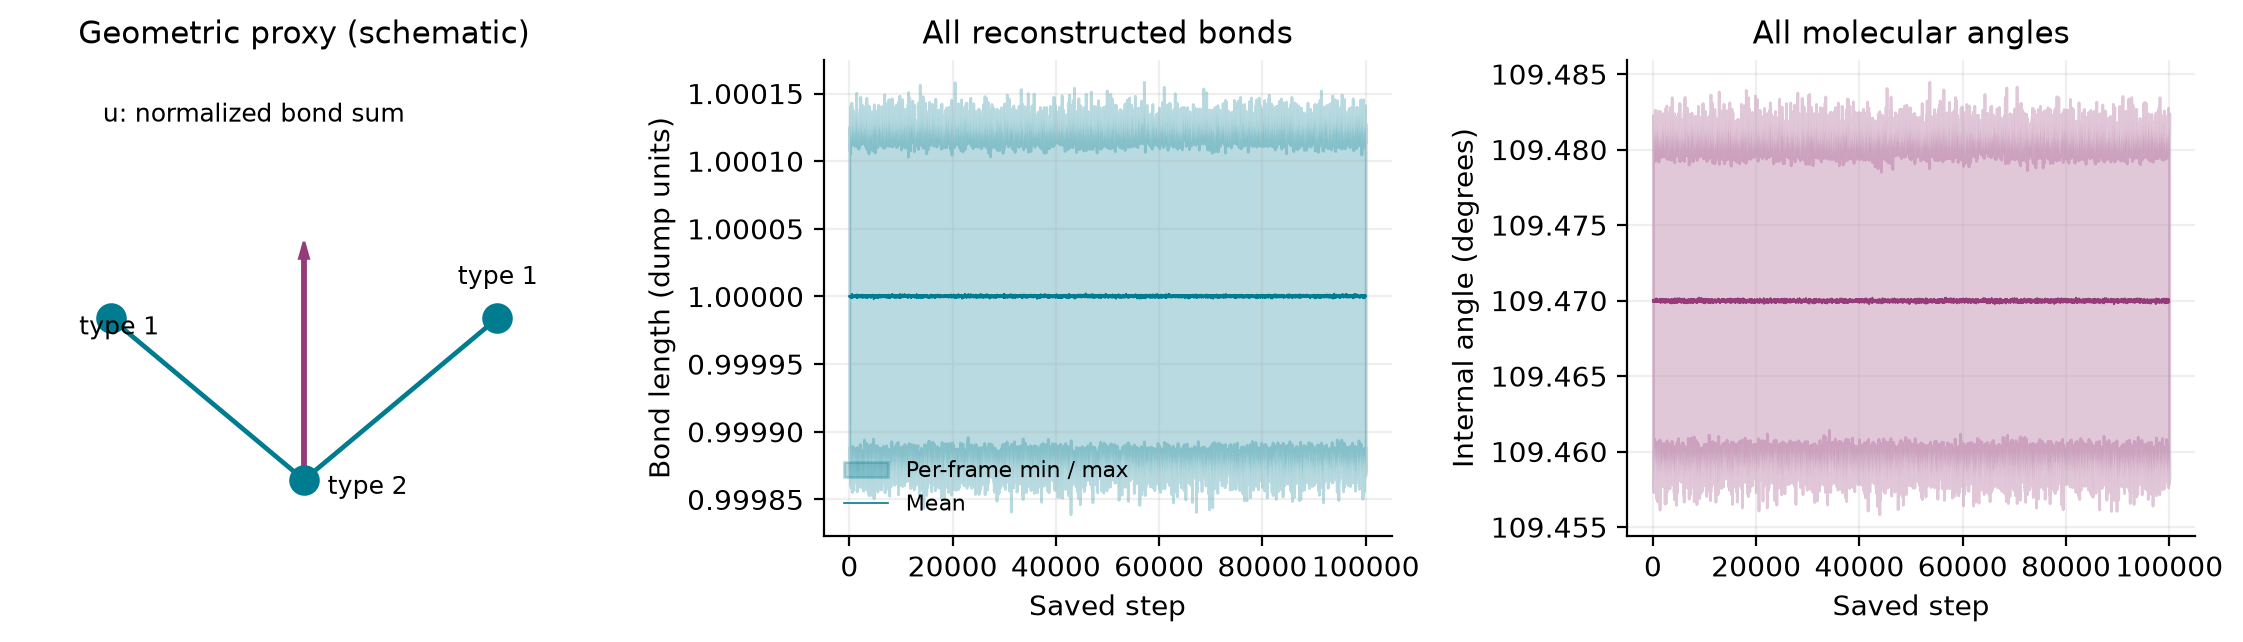 Geometric proxy (schematic)
u: normalized bond sum
type 1
type 1
type 2
All reconstructed bonds
Bond length (dump units)
1.00015
1.00010
1.00005
1.00000
0.99995
0.99990
0.99985
Per-frame min / max
Mean
0 20000 40000 60000 80000 100000
Saved step
All molecular angles
Internal angle (degrees)
109.485
109.480
109.475
109.470
109.465
109.460
109.455
0 20000 40000 60000 80000 100000
Saved step